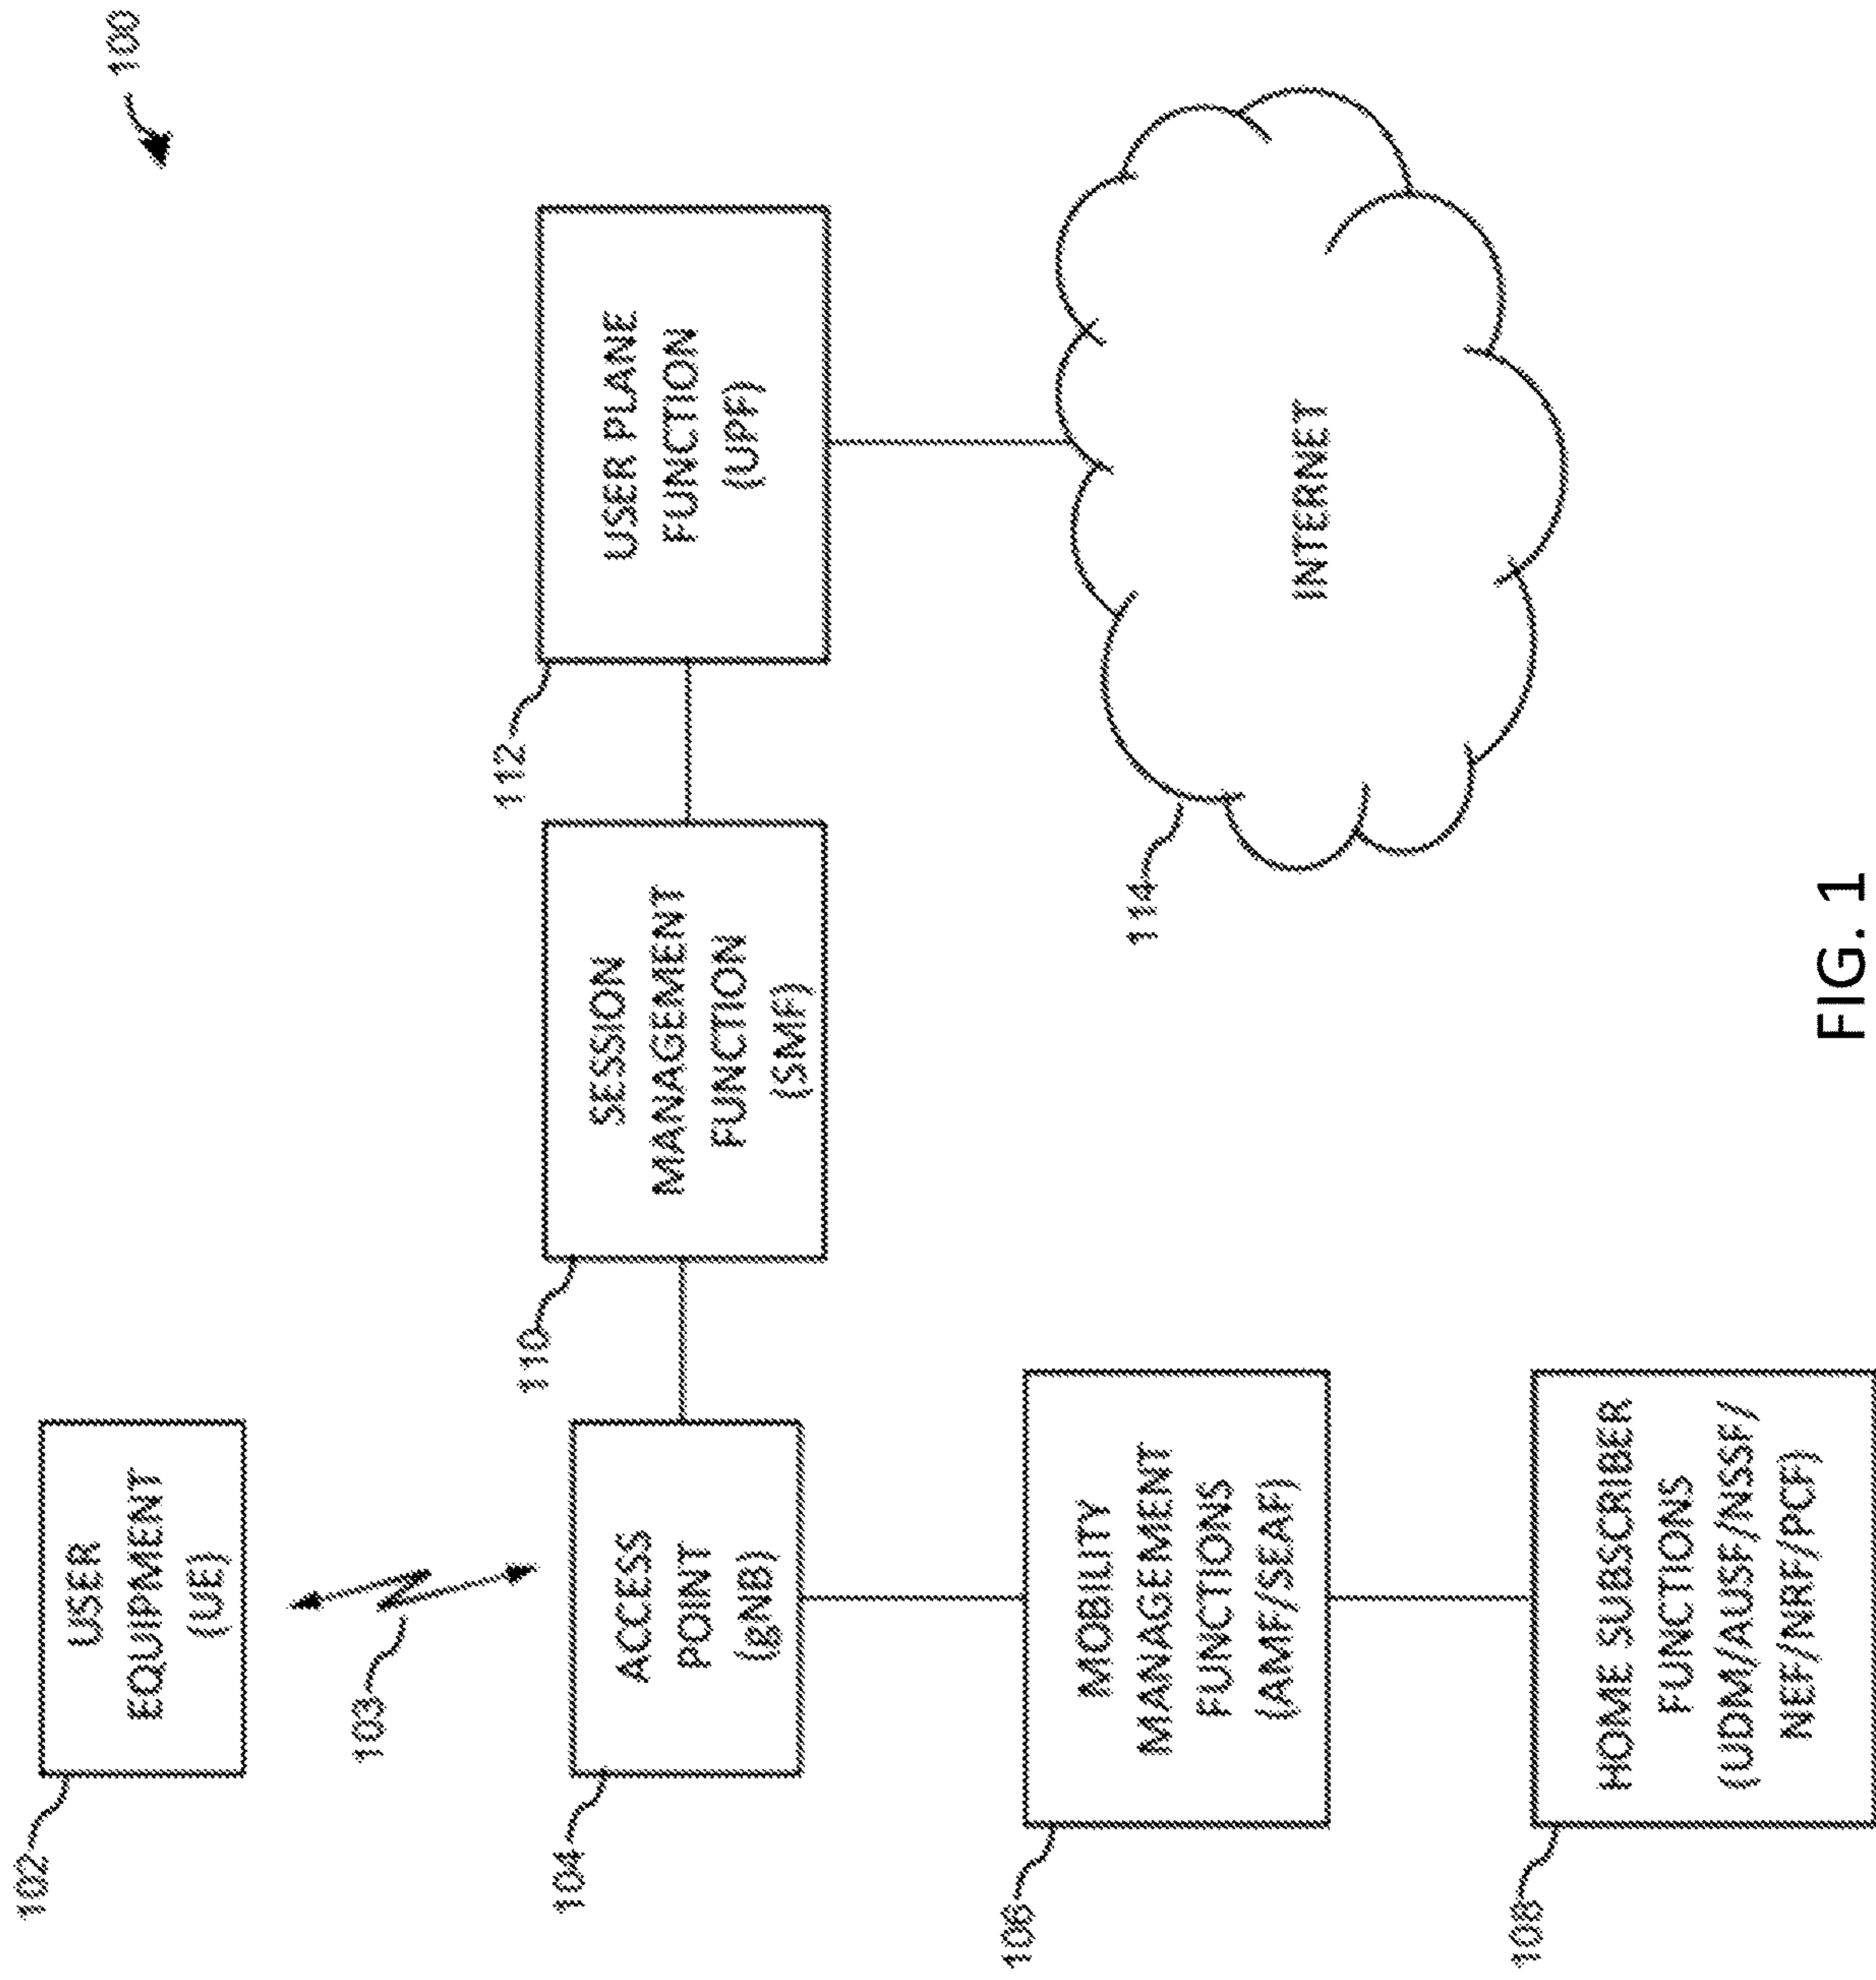 100
102
USER
EQUIPMENT
(UE)
103
104
ACCESS
POINT
(gNB)
110
SESSION
MANAGEMENT
FUNCTION
(SMF)
112
USER PLANE
FUNCTION
(UPF)
106
MOBILITY
MANAGEMENT
FUNCTIONS
(AMF/SEAF)
114
INTERNET
108
HOME SUBSCRIBER
FUNCTIONS
(UDM/AUSF/NSSF/
NEF/NRF/PCF)
FIG. 1